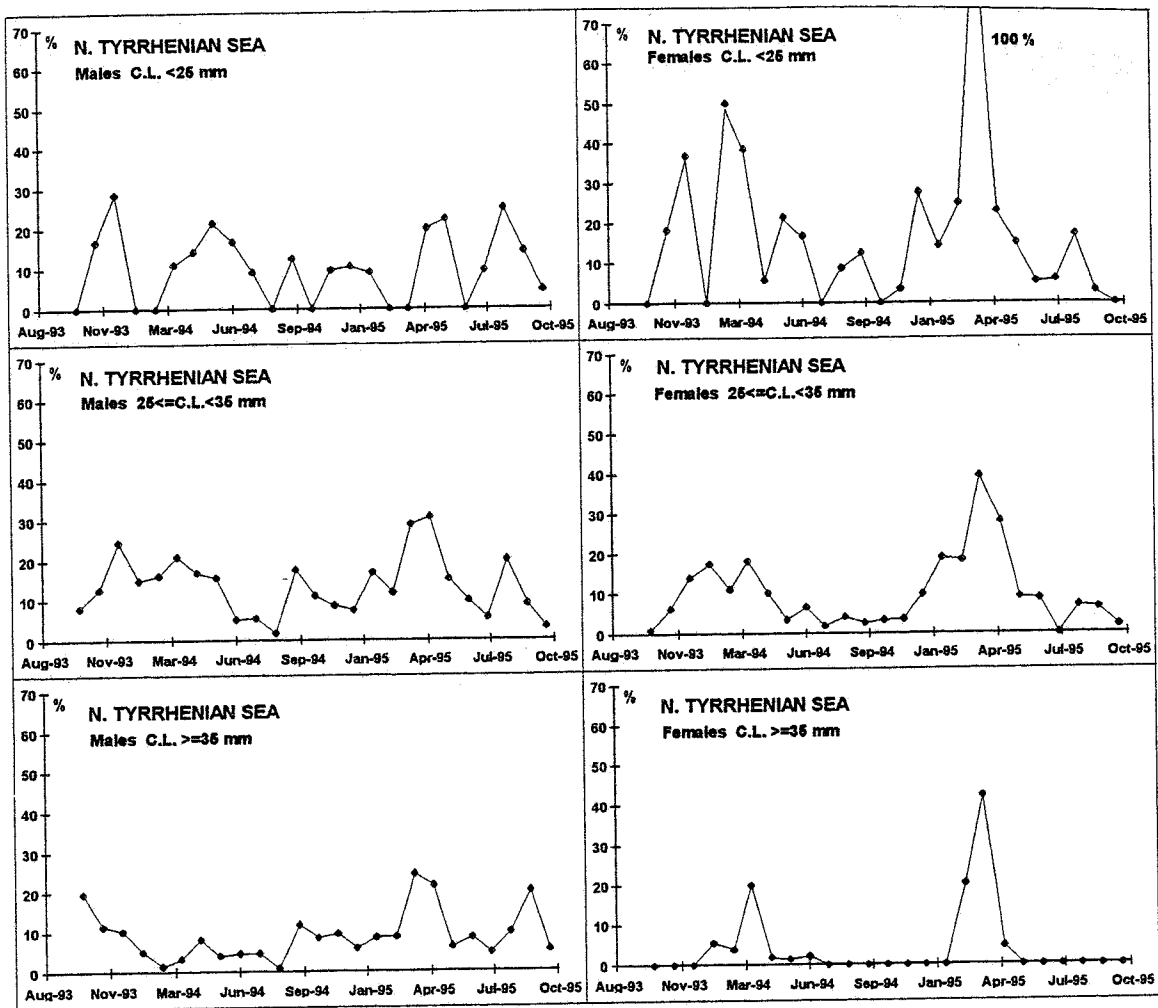 % N. TYRRHENIAN SEA
Males C.L. <25 mm
70
60
50
40
30
20
10
0
Aug-93 Nov-93 Mar-94 Jun-94 Sep-94 Jan-95 Apr-95 Jul-95 Oct-95
% N. TYRRHENIAN SEA
Females C.L. <25 mm
100 %
70
60
50
40
30
20
10
0
Aug-93 Nov-93 Mar-94 Jun-94 Sep-94 Jan-95 Apr-95 Jul-95 Oct-95
% N. TYRRHENIAN SEA
Males 25<=C.L.<35 mm
70
60
50
40
30
20
10
0
Aug-93 Nov-93 Mar-94 Jun-94 Sep-94 Jan-95 Apr-95 Jul-95 Oct-95
% N. TYRRHENIAN SEA
Females 25<=C.L.<35 mm
70
60
50
40
30
20
10
0
Aug-93 Nov-93 Mar-94 Jun-94 Sep-94 Jan-95 Apr-95 Jul-95 Oct-95
% N. TYRRHENIAN SEA
Males C.L. >=35 mm
70
60
50
40
30
20
10
0
Aug-93 Nov-93 Mar-94 Jun-94 Sep-94 Jan-95 Apr-95 Jul-95 Oct-95
% N. TYRRHENIAN SEA
Females C.L. >=35 mm
70
60
50
40
30
20
10
0
Aug-93 Nov-93 Mar-94 Jun-94 Sep-94 Jan-95 Apr-95 Jul-95 Oct-95